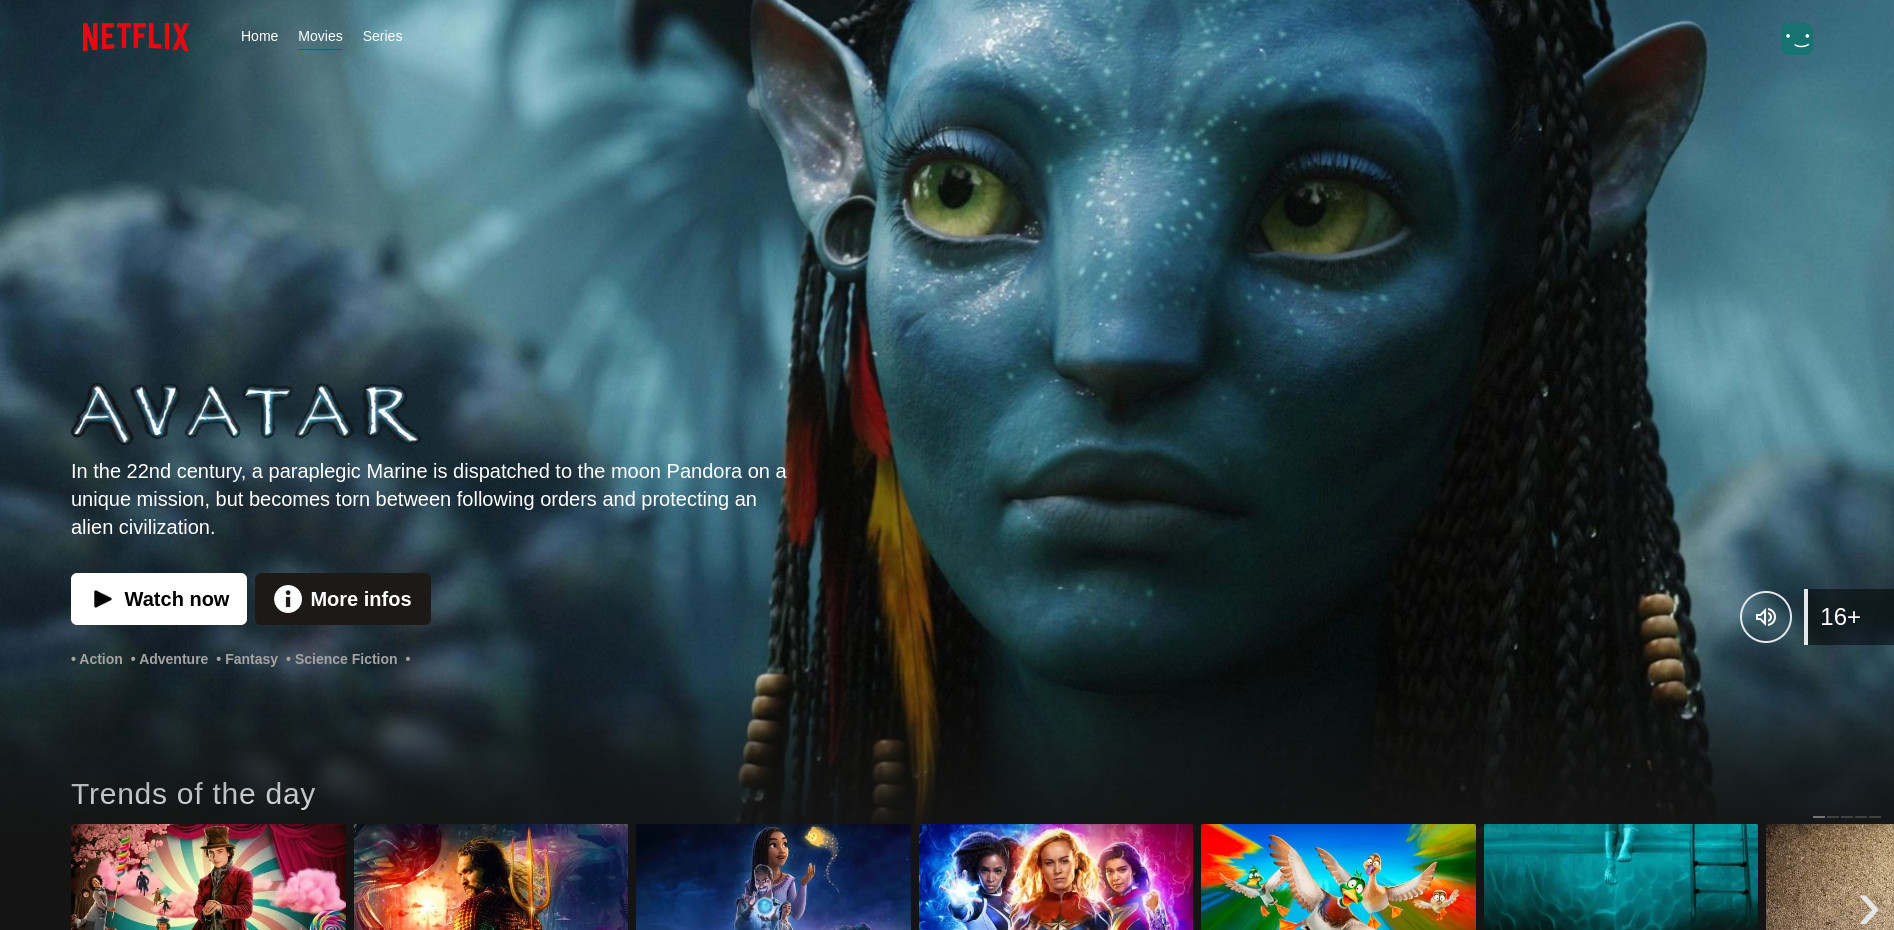 NETFLIX
Home
Movies
Series
AVATAR
In the 22nd century, a paraplegic Marine is dispatched to the moon Pandora on a
unique mission, but becomes torn between following orders and protecting an
alien civilization.
Watch now
More infos
16+
• Action • Adventure • Fantasy • Science Fiction •
Trends of the day